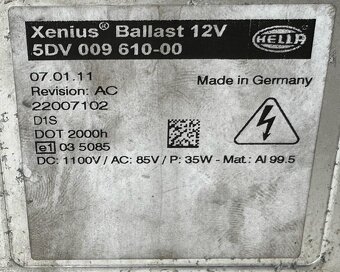 Xenius® Ballast 12V
5DV 009 610-00
HELLA
07.01.11
Made in Germany
Revision: AC
22007102
D1S
DOT 2000h
e1 03 5085
DC: 1100V / AC: 85V / P: 35W - Mat.: Al 99.5